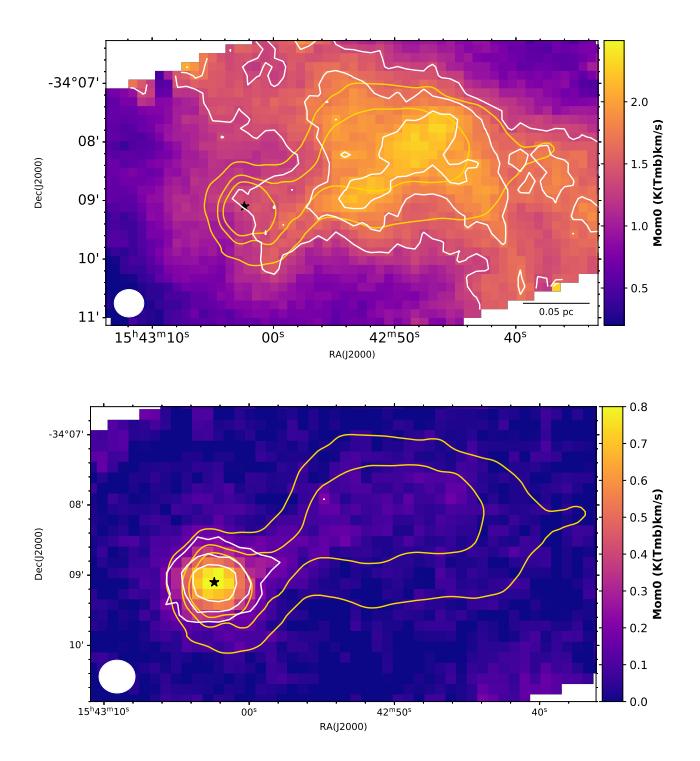 -34°07'
08'
09'
10'
11'
Dec(J2000)
15ʰ43ᵐ10ˢ
00ˢ
42ᵐ50ˢ
40ˢ
RA(J2000)
0.05 pc
2.0
1.5
1.0
0.5
Mom0 (K(Tmb)km/s)
-34°07'
08'
09'
10'
Dec(J2000)
15ʰ43ᵐ10ˢ
00ˢ
42ᵐ50ˢ
40ˢ
RA(J2000)
0.8
0.7
0.6
0.5
0.4
0.3
0.2
0.1
0.0
Mom0 (K(Tmb)km/s)